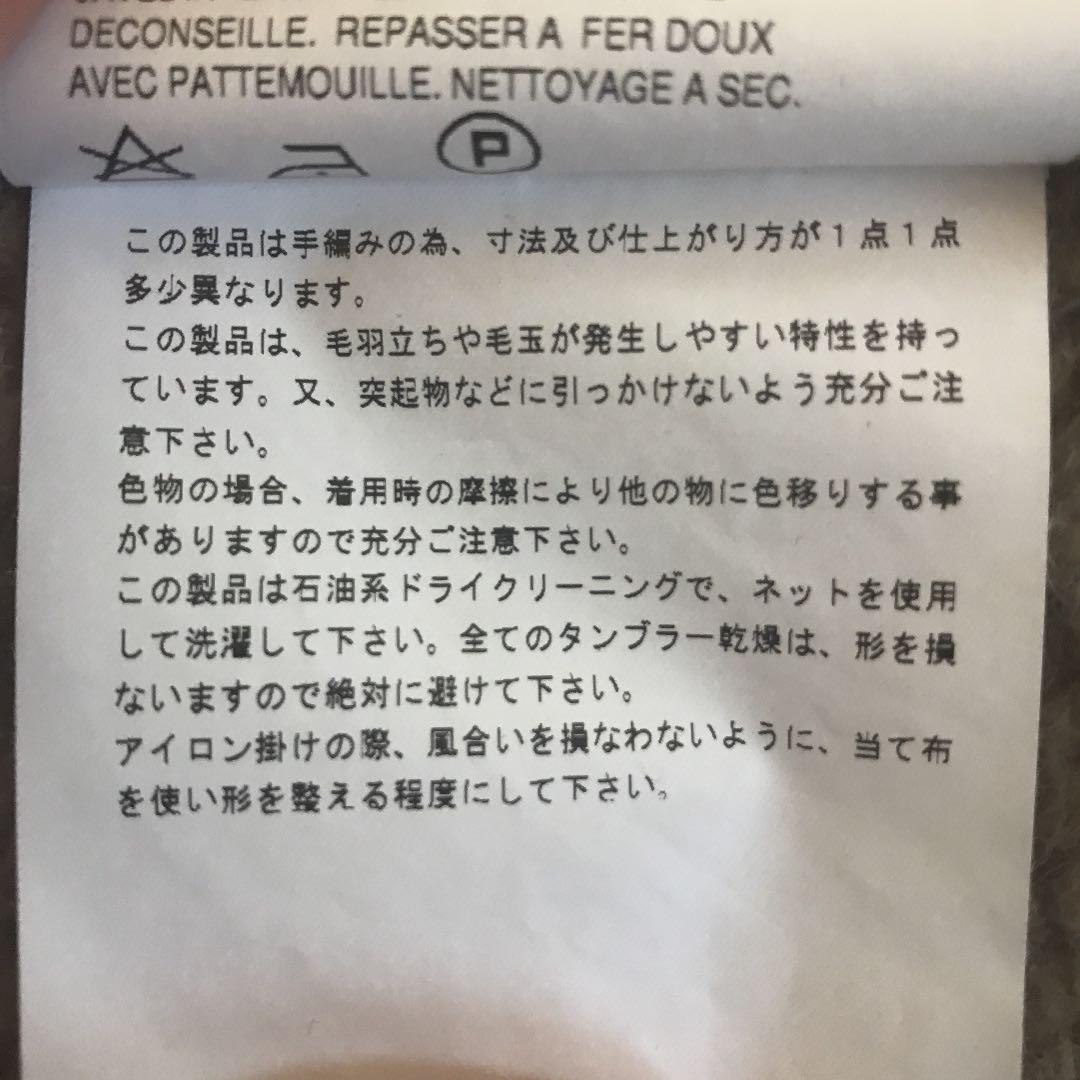 DECONSEILLE. REPASSER A FER DOUX
AVEC PATTEMOUILLE. NETTOYAGE A SEC.
P
この製品は手編みの為、寸法及び仕上がり方が1点1点
多少異なります。
この製品は、毛羽立ちや毛玉が発生しやすい特性を持っ
ています。又、突起物などに引っかけないよう充分ご注
意下さい。
色物の場合、着用時の摩擦により他の物に色移りする事
がありますので充分ご注意下さい。
この製品は石油系ドライクリーニングで、ネットを使用
して洗濯して下さい。全てのタンブラー乾燥は、形を損
ないますので絶対に避けて下さい。
アイロン掛けの際、風合いを損なわないように、当て布
を使い形を整える程度にして下さい。